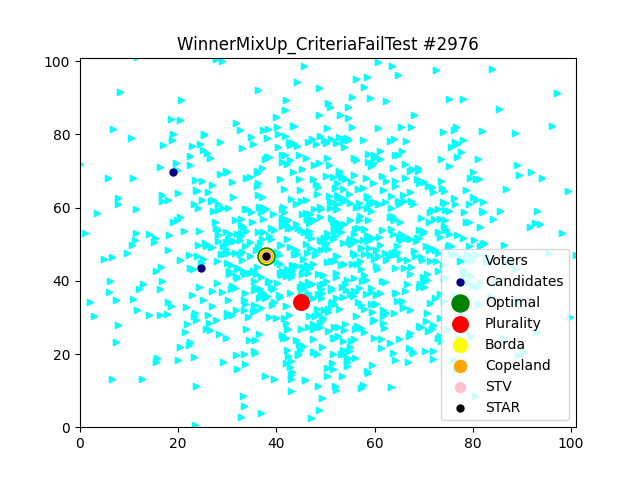 WinnerMixUp_CriteriaFailTest #2976
100
80
60
40
20
0
0 20 40 60 80 100
Voters
Candidates
Optimal
Plurality
Borda
Copeland
STV
STAR